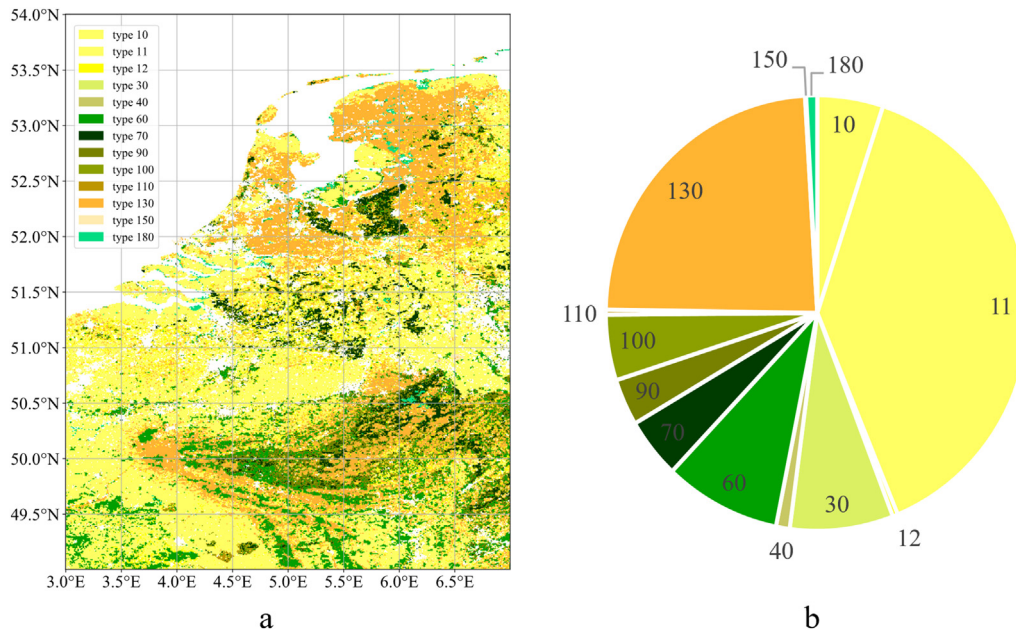 54.0°N
53.5°N
53.0°N
52.5°N
52.0°N
51.5°N
51.0°N
50.5°N
50.0°N
49.5°N
3.0°E 3.5°E 4.0°E 4.5°E 5.0°E 5.5°E 6.0°E 6.5°E
type 10
type 11
type 12
type 30
type 40
type 60
type 70
type 90
type 100
type 110
type 130
type 150
type 180
a
150 180
10
130
11
110
100
90
70
60
30
40
12
b